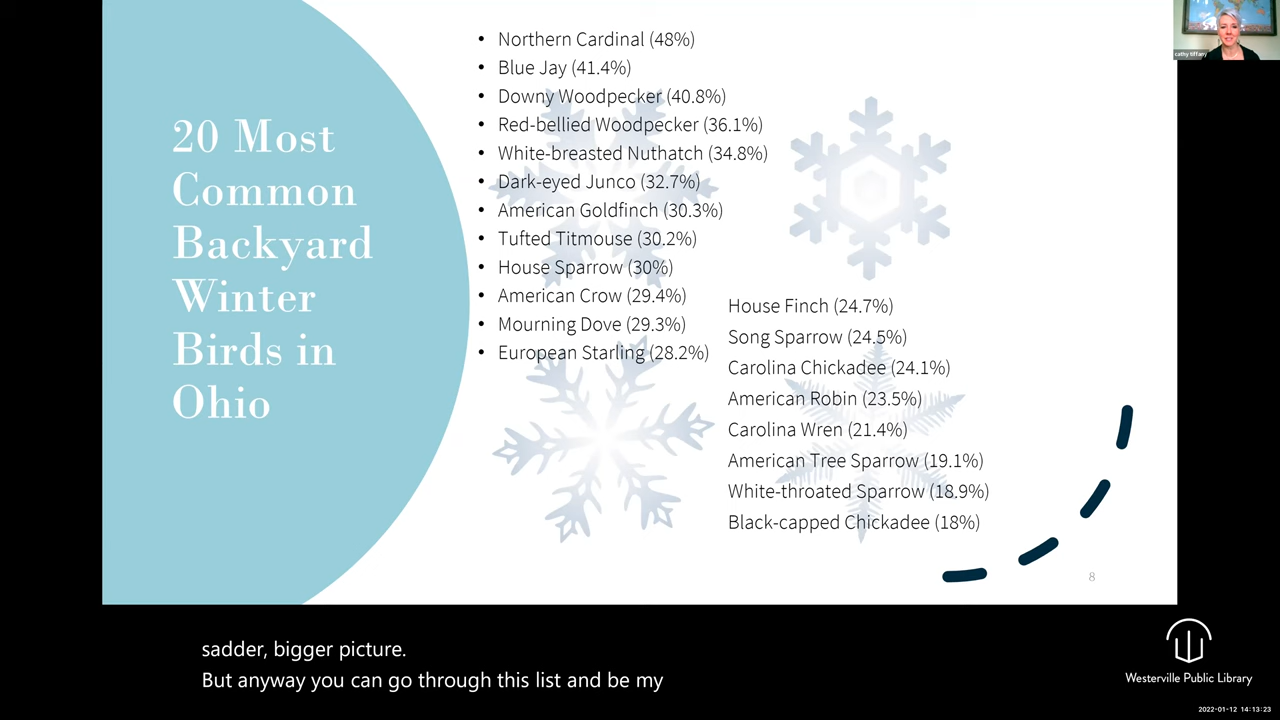 20 Most
Common
Backyard
Winter
Birds in
Ohio
• Northern Cardinal (48%)
• Blue Jay (41.4%)
• Downy Woodpecker (40.8%)
• Red-bellied Woodpecker (36.1%)
• White-breasted Nuthatch (34.8%)
• Dark-eyed Junco (32.7%)
• American Goldfinch (30.3%)
• Tufted Titmouse (30.2%)
• House Sparrow (30%)
• American Crow (29.4%)
• Mourning Dove (29.3%)
• European Starling (28.2%)
House Finch (24.7%)
Song Sparrow (24.5%)
Carolina Chickadee (24.1%)
American Robin (23.5%)
Carolina Wren (21.4%)
American Tree Sparrow (19.1%)
White-throated Sparrow (18.9%)
Black-capped Chickadee (18%)
8
cathy tiffany
sadder, bigger picture.
But anyway you can go through this list and be my
Westerville Public Library
2022-01-12 14:13:23